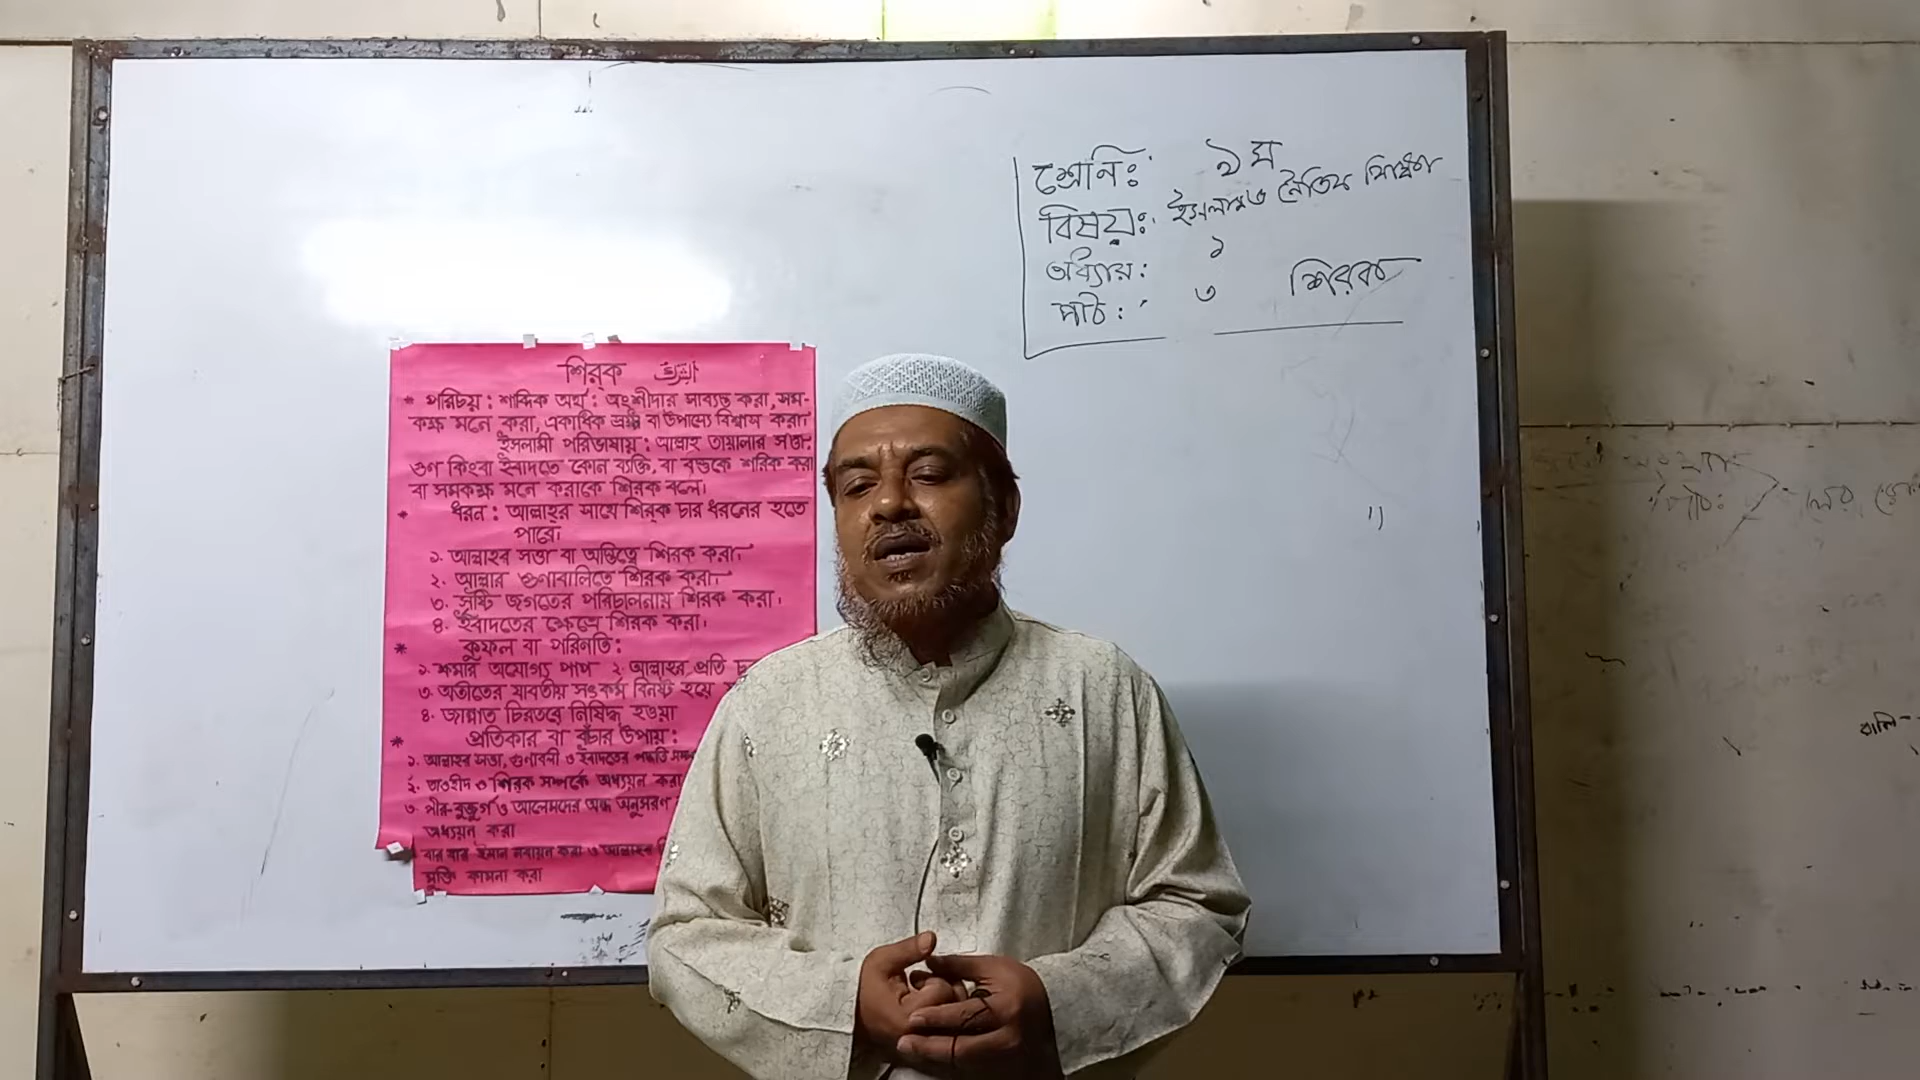 শ্রেনিঃ ৯ম
বিষয়ঃ ইসলাম ও নৈতিক শিক্ষা
অধ্যায়: ১
পাঠ: ৩ শিরক
শির্‌ক الشرك
* পরিচয়: শাব্দিক অর্থ: অংশীদার সাব্যস্ত করা, সম-
কক্ষ মনে করা, একাধিক স্রষ্টা বা উপাস্যে বিশ্বাস করা।
ইসলামী পরিভাষায়: আল্লাহ তায়ালার সত্তা,
গুণ কিংবা ইবাদতে কোন ব্যক্তি, বা বস্তুকে শরিক করা
বা সমকক্ষ মনে করাকে শিরক বলে।
* ধরন: আল্লাহর সাথে শির্‌ক চার ধরনের হতে
পারে।
১. আল্লাহর সত্তা বা অস্তিত্বে শিরক করা।
২. আল্লার গুনাবালিতে শিরক করা।
৩. সৃষ্টি জগতের পরিচালনায় শিরক করা।
৪. ইবাদতের ক্ষেত্রে শিরক করা।
* কুফল বা পরিনতি:
১. ক্ষমার অযোগ্য পাপ ২. আল্লাহর প্রতি
৩. অতীতের যাবতীয় সৎকর্ম বিনষ্ট হয়ে
৪. জান্নাত চিরতরে নিষিদ্ধ হওয়া
* প্রতিকার বা বাঁচার উপায়:
১. আল্লাহর সত্তা, গুনাবলী ও ইবাদতের পদ্ধতি
২. তাওহীদ ও শিরক সম্পর্কে অধ্যয়ন করা
৩. পীর-বুজুর্গ ও আলেমদের অন্ধ অনুসরণ
অধ্যয়ন করা
বার বার ঈমান নবায়ন করা ও আল্লাহর
মুক্তি কামনা করা